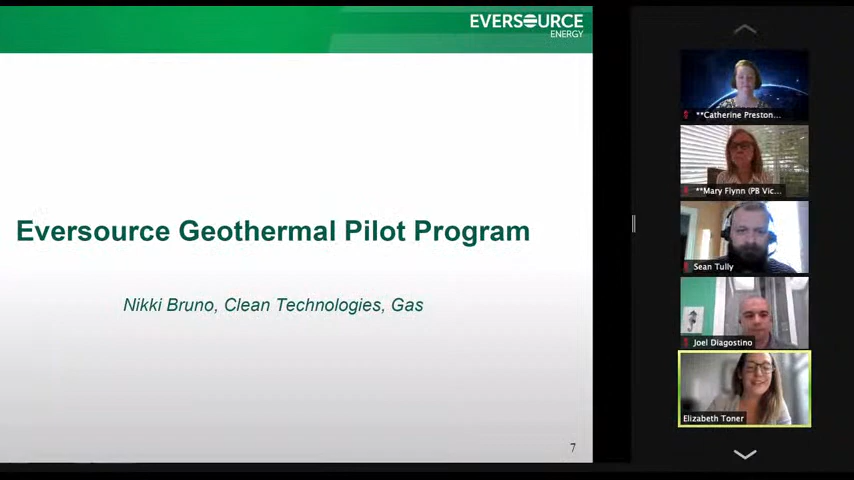 EVERSOURCE
ENERGY
Eversource Geothermal Pilot Program
Nikki Bruno, Clean Technologies, Gas
7
**Catherine Preston...
**Mary Flynn (PB Vic...
Sean Tully
Joel Diagostino
Elizabeth Toner